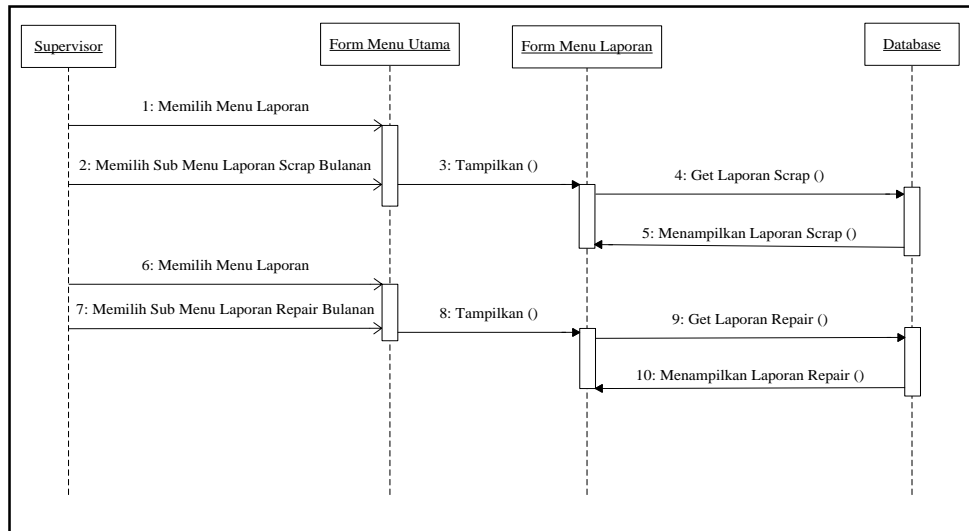 Supervisor
Form Menu Utama
Form Menu Laporan
Database
1: Memilih Menu Laporan
2: Memilih Sub Menu Laporan Scrap Bulanan
3: Tampilkan ()
4: Get Laporan Scrap ()
5: Menampilkan Laporan Scrap ()
6: Memilih Menu Laporan
7: Memilih Sub Menu Laporan Repair Bulanan
8: Tampilkan ()
9: Get Laporan Repair ()
10: Menampilkan Laporan Repair ()